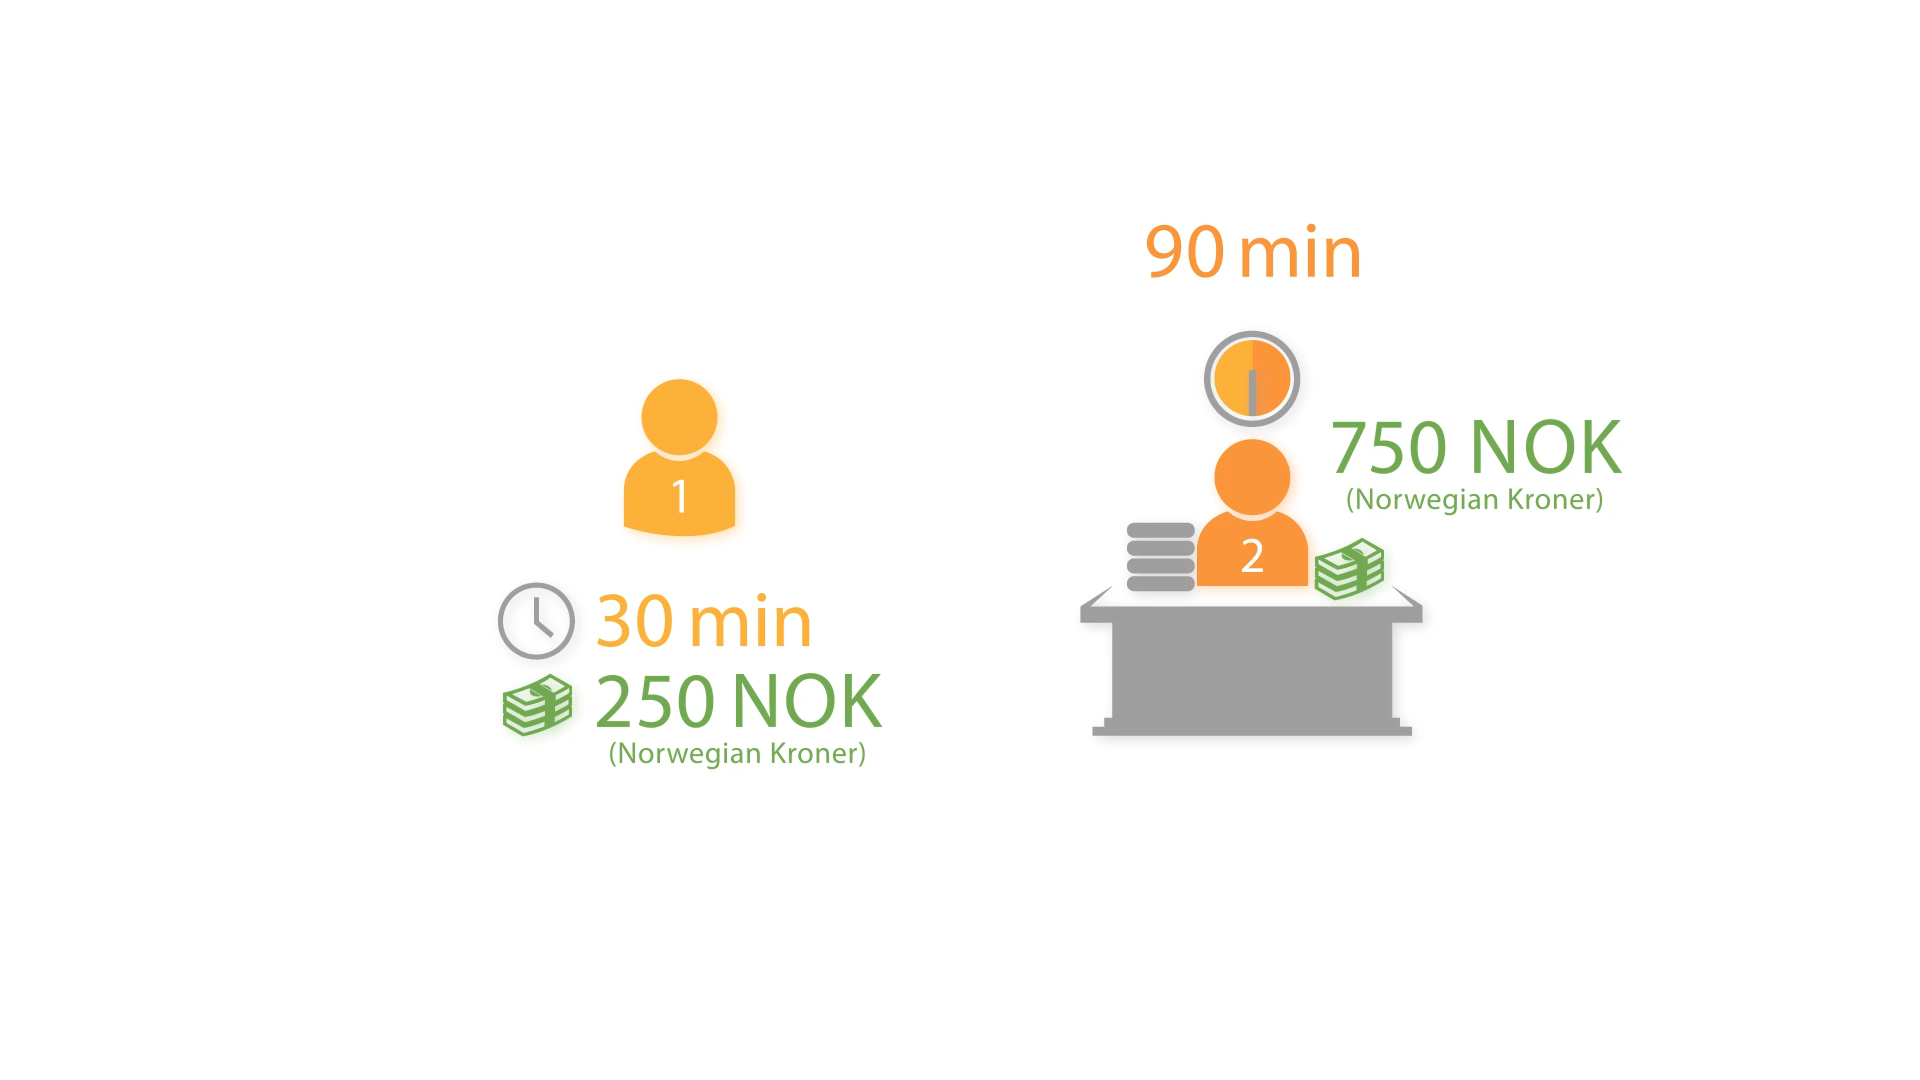 1
30 min
250 NOK
(Norwegian Kroner)
90 min
750 NOK
(Norwegian Kroner)
2